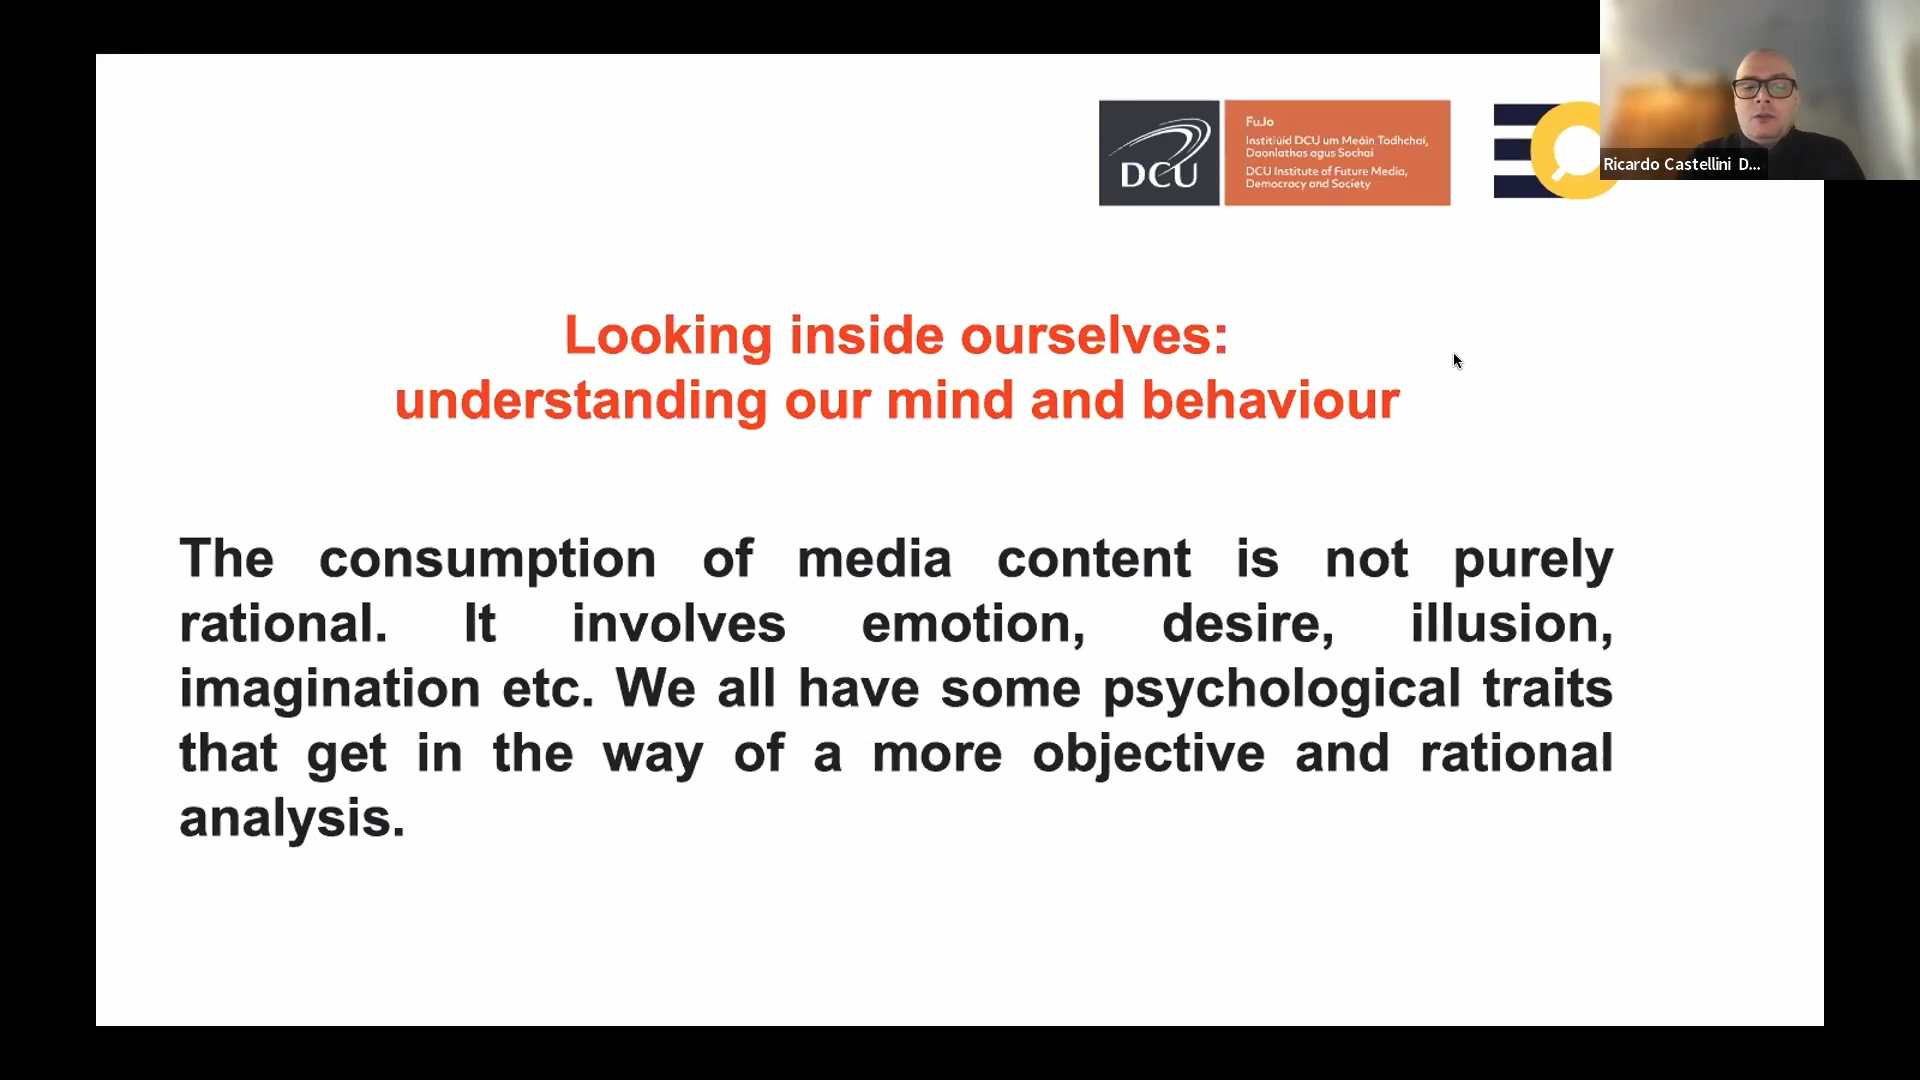 DCU
FuJo
Institiúid DCU um Meáin Todhchaí,
Daonlathas agus Sochaí
DCU Institute of Future Media,
Democracy and Society
Ricardo Castellini D...
Looking inside ourselves:
understanding our mind and behaviour
The consumption of media content is not purely
rational. It involves emotion, desire, illusion,
imagination etc. We all have some psychological traits
that get in the way of a more objective and rational
analysis.